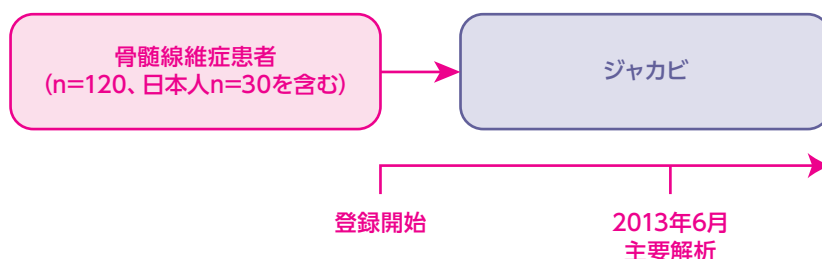 骨髄線維症患者
(n=120、日本人n=30を含む)
ジャカビ
登録開始
2013年6月
主要解析